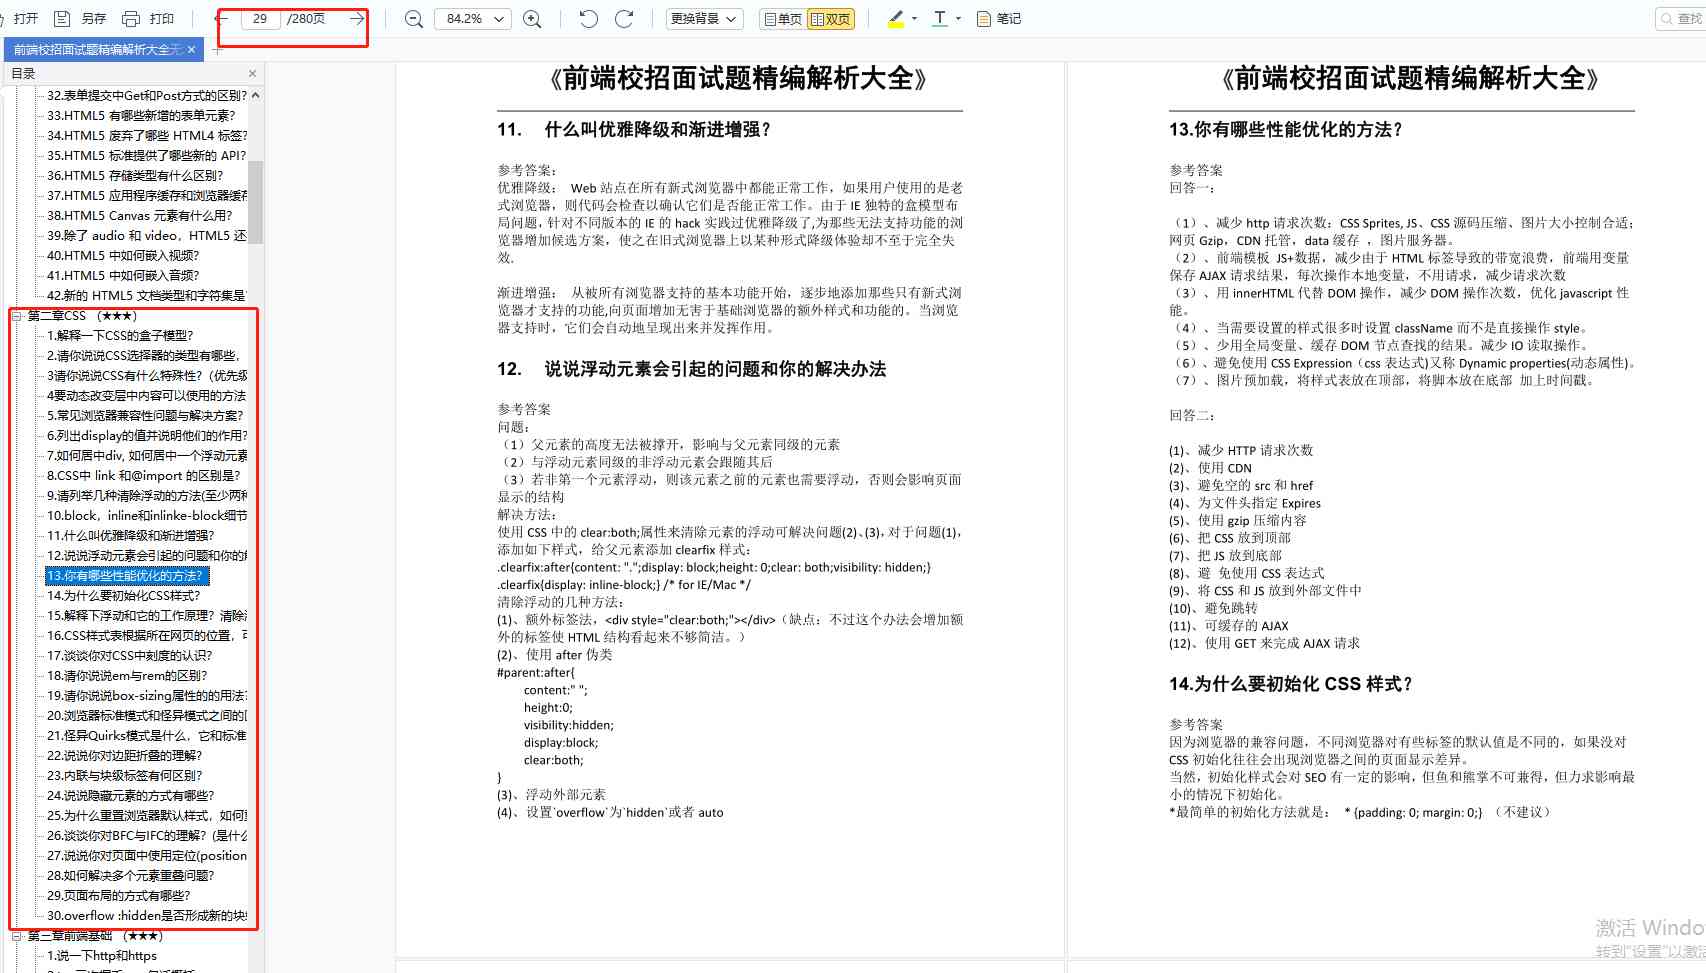 打开 另存 打印 29 /280页 84.2% 更换背景 单页 双页 笔记 查找
前端校招面试题精编解析大全无
目录
32.表单提交中Get和Post方式的区别?
33.HTML5 有哪些新增的表单元素?
34.HTML5 废弃了哪些 HTML4 标签?
35.HTML5 标准提供了哪些新的 API?
36.HTML5 存储类型有什么区别?
37.HTML5 应用程序缓存和浏览器缓存
38.HTML5 Canvas 元素有什么用?
39.除了 audio 和 video，HTML5 还
40.HTML5 中如何嵌入视频?
41.HTML5 中如何嵌入音频?
42.新的 HTML5 文档类型和字符集是
第二章CSS （★★★）
1.解释一下CSS的盒子模型?
2.请你说说CSS选择器的类型有哪些,
3请你说说CSS有什么特殊性?（优先级
4要动态改变层中内容可以使用的方法
5.常见浏览器兼容性问题与解决方案?
6.列出display的值并说明他们的作用?
7.如何居中div, 如何居中一个浮动元素
8.CSS中 link 和@import 的区别是?
9.请列举几种清除浮动的方法(至少两种
10.block，inline和inlinke-block细节
11.什么叫优雅降级和渐进增强?
12.说说浮动元素会引起的问题和你的
13.你有哪些性能优化的方法?
14.为什么要初始化CSS样式?
15.解释下浮动和它的工作原理？清除
16.CSS样式表根据所在网页的位置，可
17.谈谈你对CSS中刻度的认识?
18.请你说说em与rem的区别?
19.请你说说box-sizing属性的的用法?
20.浏览器标准模式和怪异模式之间的
21.怪异Quirks模式是什么，它和标准
22.说说你对边距折叠的理解?
23.内联与块级标签有何区别?
24.说说隐藏元素的方式有哪些?
25.为什么重置浏览器默认样式，如何
26.谈谈你对BFC与IFC的理解？(是什么
27.说说你对页面中使用定位(position
28.如何解决多个元素重叠问题?
29.页面布局的方式有哪些?
30.overflow :hidden是否形成新的块
第三章前端基础 （★★★）
1.说一下http和https
《前端校招面试题精编解析大全》
11. 什么叫优雅降级和渐进增强?
参考答案:
优雅降级： Web 站点在所有新式浏览器中都能正常工作，如果用户使用的是老
式浏览器，则代码会检查以确认它们是否能正常工作。由于 IE 独特的盒模型布
局问题，针对不同版本的 IE 的 hack 实践过优雅降级了,为那些无法支持功能的浏
览器增加候选方案，使之在旧式浏览器上以某种形式降级体验却不至于完全失
效.
渐进增强： 从被所有浏览器支持的基本功能开始，逐步地添加那些只有新式浏
览器才支持的功能,向页面增加无害于基础浏览器的额外样式和功能的。当浏览
器支持时，它们会自动地呈现出来并发挥作用。
12. 说说浮动元素会引起的问题和你的解决办法
参考答案
问题：
（1）父元素的高度无法被撑开，影响与父元素同级的元素
（2）与浮动元素同级的非浮动元素会跟随其后
（3）若非第一个元素浮动，则该元素之前的元素也需要浮动，否则会影响页面
显示的结构
解决方法：
使用 CSS 中的 clear:both;属性来清除元素的浮动可解决问题(2)、(3)，对于问题(1)，
添加如下样式，给父元素添加 clearfix 样式：
.clearfix:after{content: ".";display: block;height: 0;clear: both;visibility: hidden;}
.clearfix{display: inline-block;} /* for IE/Mac */
清除浮动的几种方法：
(1)、额外标签法，<div style="clear:both;"></div>（缺点：不过这个办法会增加额
外的标签使 HTML 结构看起来不够简洁。）
(2)、使用 after 伪类
#parent:after{
content:" ";
height:0;
visibility:hidden;
display:block;
clear:both;
}
(3)、浮动外部元素
(4)、设置`overflow`为`hidden`或者 auto
《前端校招面试题精编解析大全》
13.你有哪些性能优化的方法?
参考答案
回答一：
（1）、减少 http 请求次数：CSS Sprites, JS、CSS 源码压缩、图片大小控制合适；
网页 Gzip，CDN 托管，data 缓存 ，图片服务器。
（2）、前端模板 JS+数据，减少由于 HTML 标签导致的带宽浪费，前端用变量
保存 AJAX 请求结果，每次操作本地变量，不用请求，减少请求次数
（3）、用 innerHTML 代替 DOM 操作，减少 DOM 操作次数，优化 javascript 性
能。
（4）、当需要设置的样式很多时设置 className 而不是直接操作 style。
（5）、少用全局变量、缓存 DOM 节点查找的结果。减少 IO 读取操作。
（6）、避免使用 CSS Expression（css 表达式)又称 Dynamic properties(动态属性)。
（7）、图片预加载，将样式表放在顶部，将脚本放在底部 加上时间戳。
回答二：
(1)、减少 HTTP 请求次数
(2)、使用 CDN
(3)、避免空的 src 和 href
(4)、为文件头指定 Expires
(5)、使用 gzip 压缩内容
(6)、把 CSS 放到顶部
(7)、把 JS 放到底部
(8)、避 免使用 CSS 表达式
(9)、将 CSS 和 JS 放到外部文件中
(10)、避免跳转
(11)、可缓存的 AJAX
(12)、使用 GET 来完成 AJAX 请求
14.为什么要初始化 CSS 样式?
参考答案
因为浏览器的兼容问题，不同浏览器对有些标签的默认值是不同的，如果没对
CSS 初始化往往会出现浏览器之间的页面显示差异。
当然，初始化样式会对 SEO 有一定的影响，但鱼和熊掌不可兼得，但力求影响最
小的情况下初始化。
*最简单的初始化方法就是： * {padding: 0; margin: 0;} （不建议）
激活 Windo
转到"设置"以激活